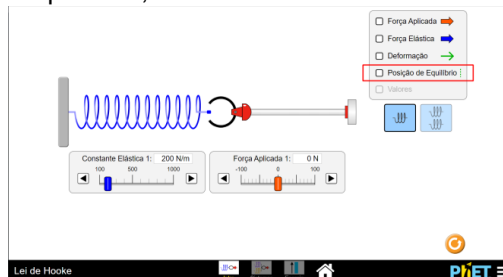 Força Aplicada
Força Elástica
Deformação
Posição de Equilíbrio
Valores
Constante Elástica 1: 200 N/m
100 500 1000
Força Aplicada 1: 0 N
-100 0 100
Lei de Hooke
PhET